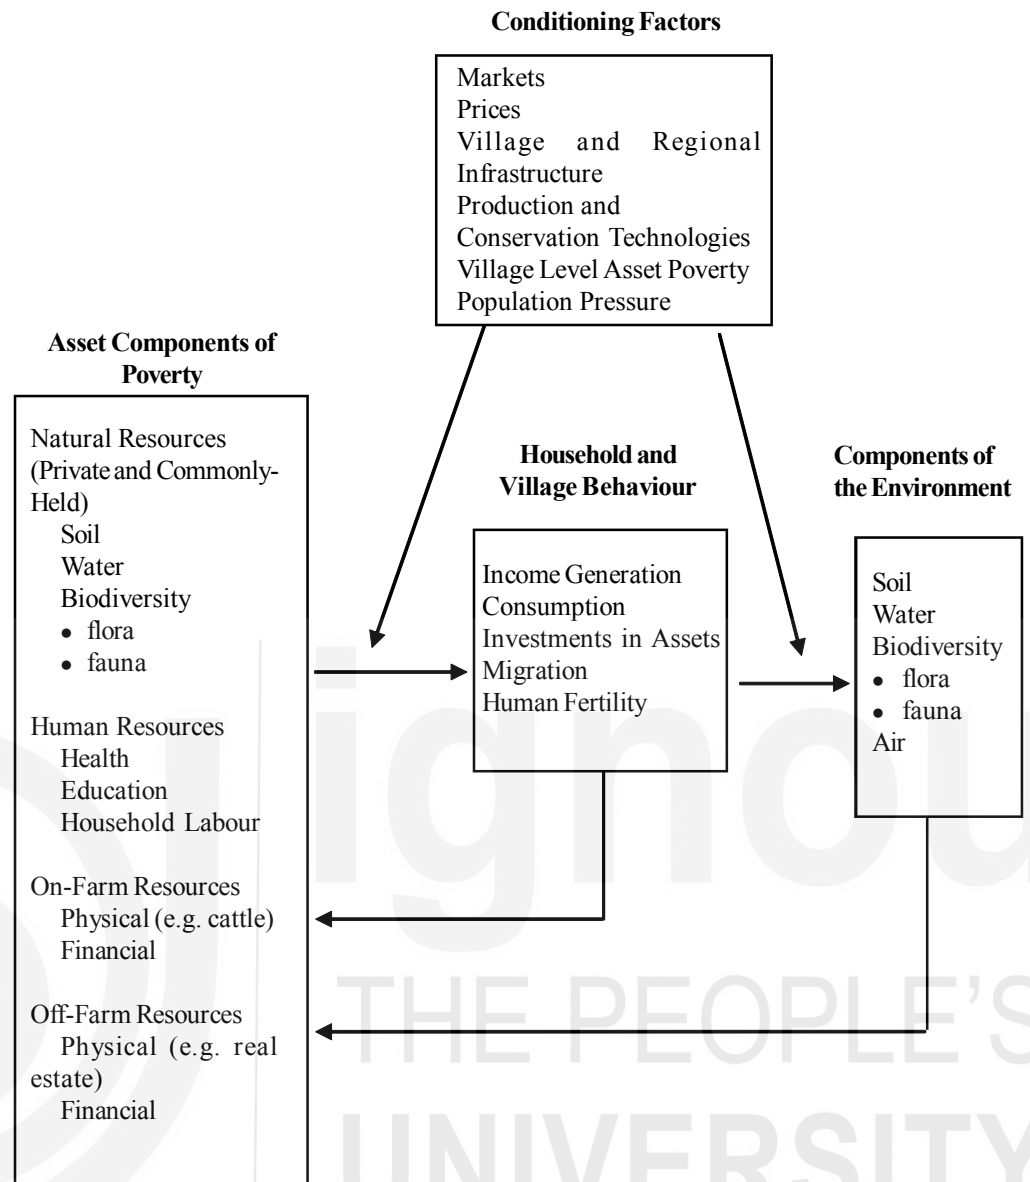 Conditioning Factors
Markets
Prices
Village and Regional
Infrastructure
Production and
Conservation Technologies
Village Level Asset Poverty
Population Pressure
Asset Components of
Poverty
Natural Resources
(Private and Commonly-
Held)
Soil
Water
Biodiversity
• flora
• fauna
Human Resources
Health
Education
Household Labour
On-Farm Resources
Physical (e.g. cattle)
Financial
Off-Farm Resources
Physical (e.g. real
estate)
Financial
Household and
Village Behaviour
Income Generation
Consumption
Investments in Assets
Migration
Human Fertility
Components of
the Environment
Soil
Water
Biodiversity
• flora
• fauna
Air
ignou
THE PEOPLE'S
UNIVERSITY